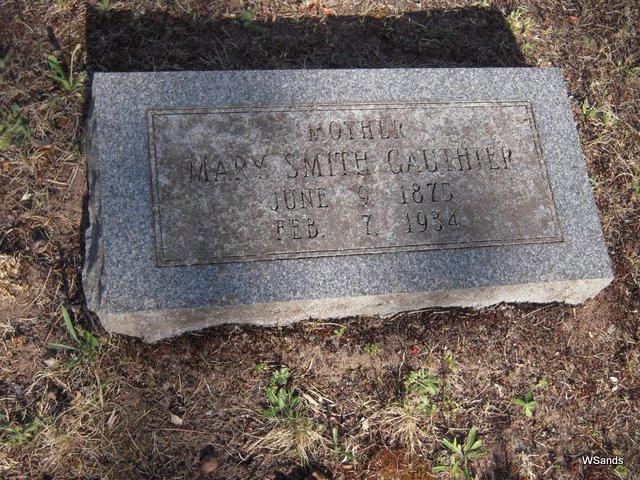 MOTHER
MARY SMITH GAUTHIER
JUNE 9, 1875
FEB. 7, 1934
WSands